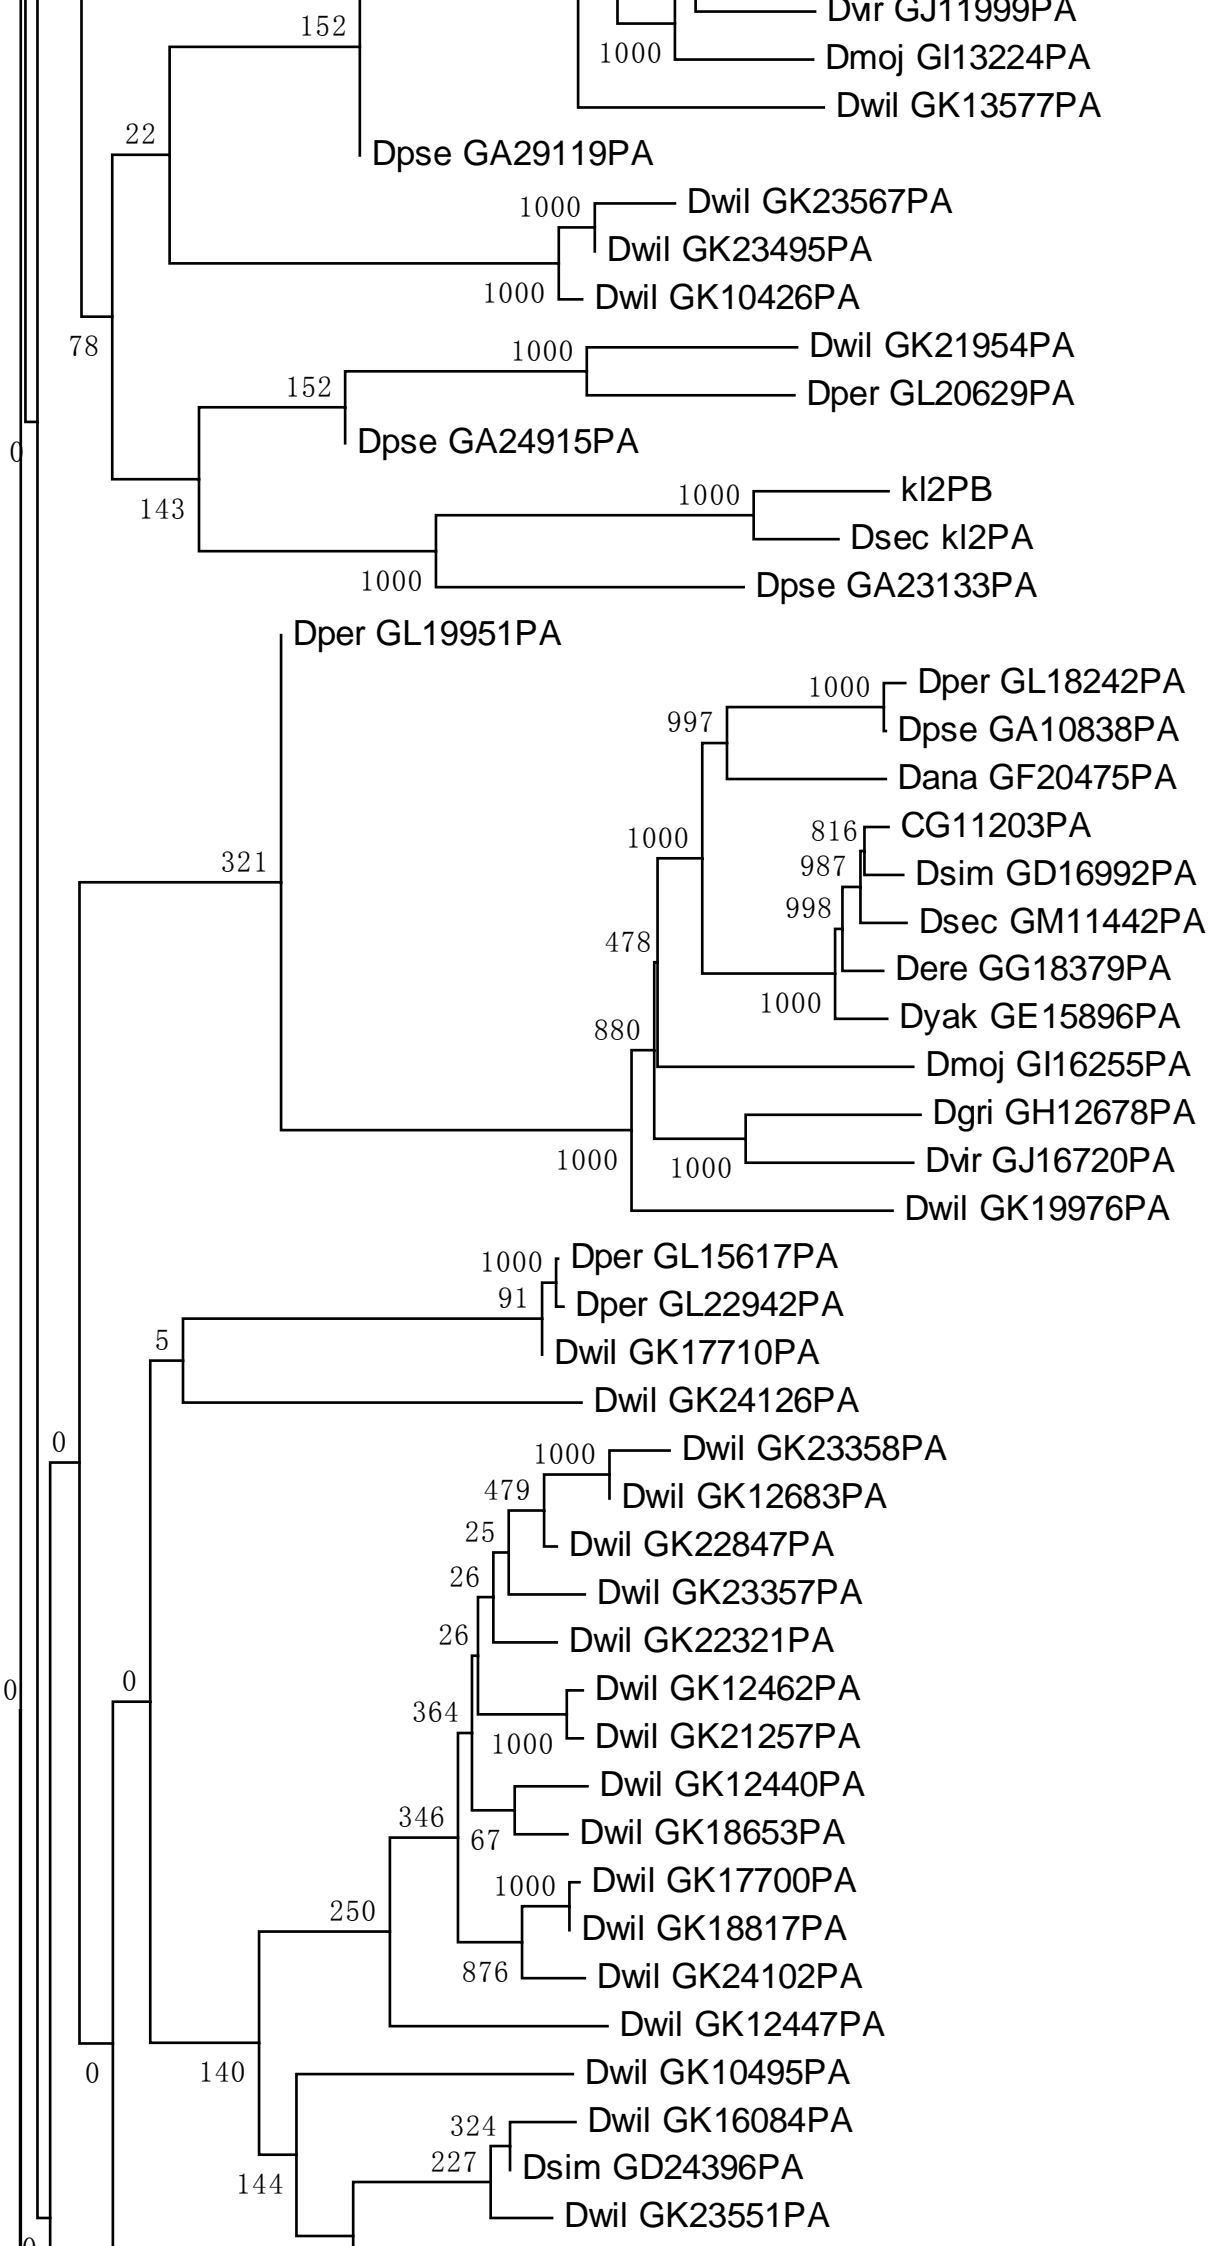 Dvir GJ11999PA
152
1000
Dmoj GI13224PA
Dwil GK13577PA
22
Dpse GA29119PA
1000
Dwil GK23567PA
Dwil GK23495PA
1000
Dwil GK10426PA
78
1000
Dwil GK21954PA
152
Dper GL20629PA
0
Dpse GA24915PA
143
1000
kl2PB
Dsec kl2PA
1000
Dpse GA23133PA
Dper GL19951PA
1000
Dper GL18242PA
997
Dpse GA10838PA
Dana GF20475PA
1000
816
CG11203PA
321
987
Dsim GD16992PA
998
Dsec GM11442PA
478
Dere GG18379PA
1000
Dyak GE15896PA
880
Dmoj GI16255PA
Dgri GH12678PA
1000
1000
Dvir GJ16720PA
Dwil GK19976PA
1000
Dper GL15617PA
91
Dper GL22942PA
5
Dwil GK17710PA
Dwil GK24126PA
0
1000
Dwil GK23358PA
479
Dwil GK12683PA
25
Dwil GK22847PA
26
Dwil GK23357PA
26
Dwil GK22321PA
0
0
Dwil GK12462PA
364
1000
Dwil GK21257PA
Dwil GK12440PA
346
67
Dwil GK18653PA
1000
Dwil GK17700PA
250
Dwil GK18817PA
876
Dwil GK24102PA
Dwil GK12447PA
0
140
Dwil GK10495PA
324
Dwil GK16084PA
227
Dsim GD24396PA
144
Dwil GK23551PA
0